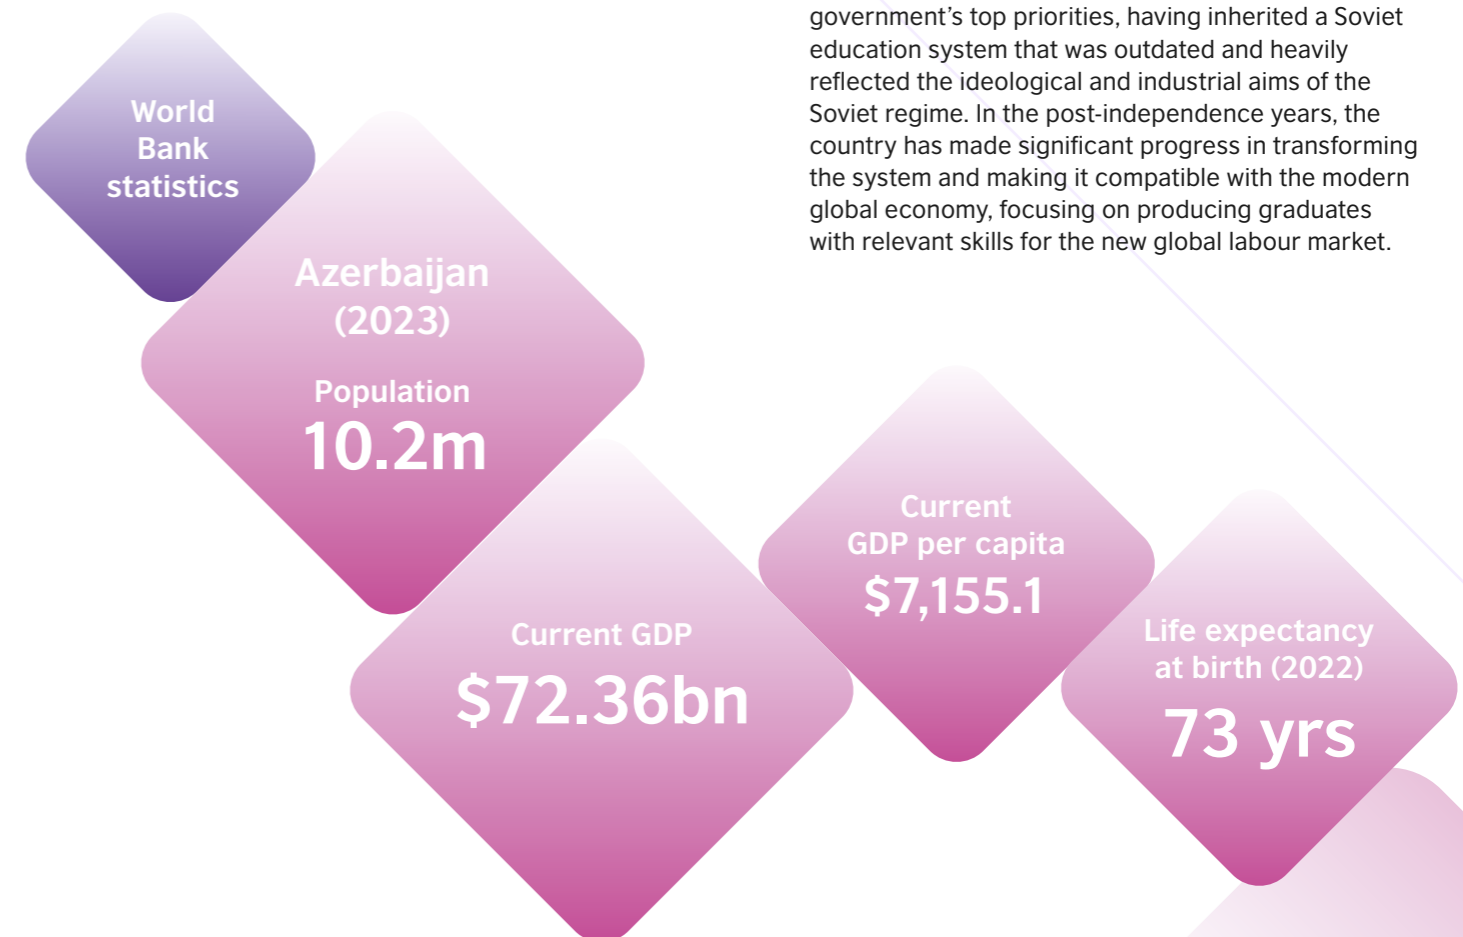 government’s top priorities, having inherited a Soviet
education system that was outdated and heavily
reflected the ideological and industrial aims of the
Soviet regime. In the post-independence years, the
country has made significant progress in transforming
the system and making it compatible with the modern
global economy, focusing on producing graduates
with relevant skills for the new global labour market.
World
Bank
statistics
Azerbaijan
(2023)
Population
10.2m
Current GDP
$72.36bn
Current
GDP per capita
$7,155.1
Life expectancy
at birth (2022)
73 yrs